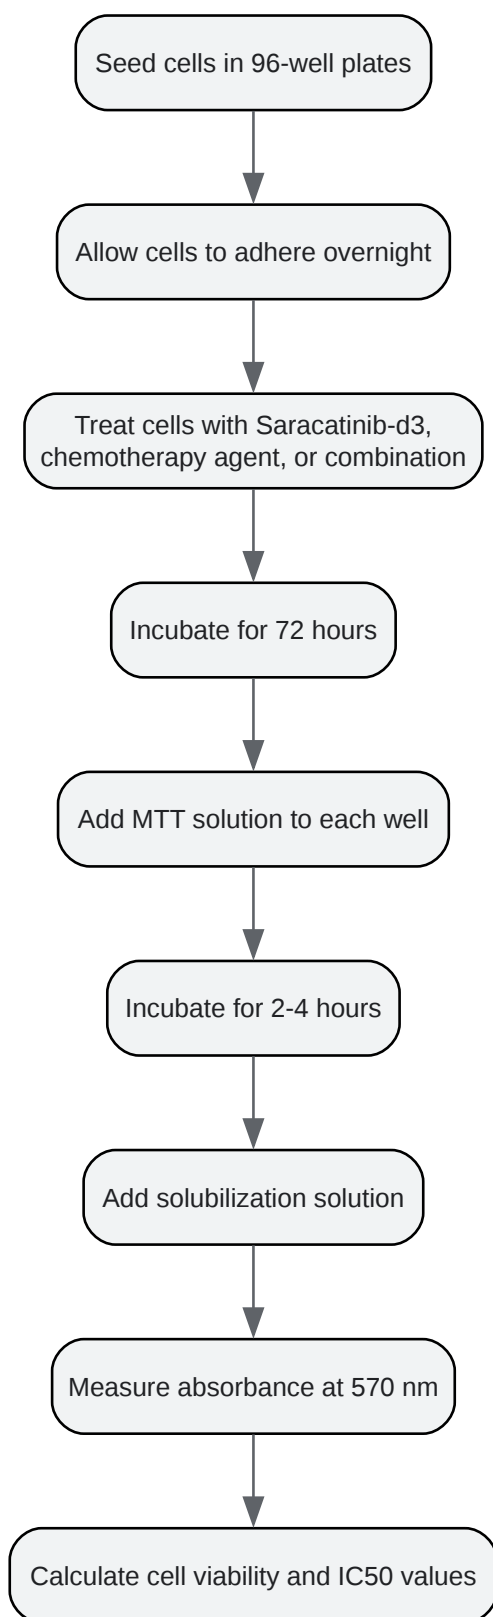 Seed cells in 96-well plates
Allow cells to adhere overnight
Treat cells with Saracatinib-d3,
chemotherapy agent, or combination
Incubate for 72 hours
Add MTT solution to each well
Incubate for 2-4 hours
Add solubilization solution
Measure absorbance at 570 nm
Calculate cell viability and IC50 values